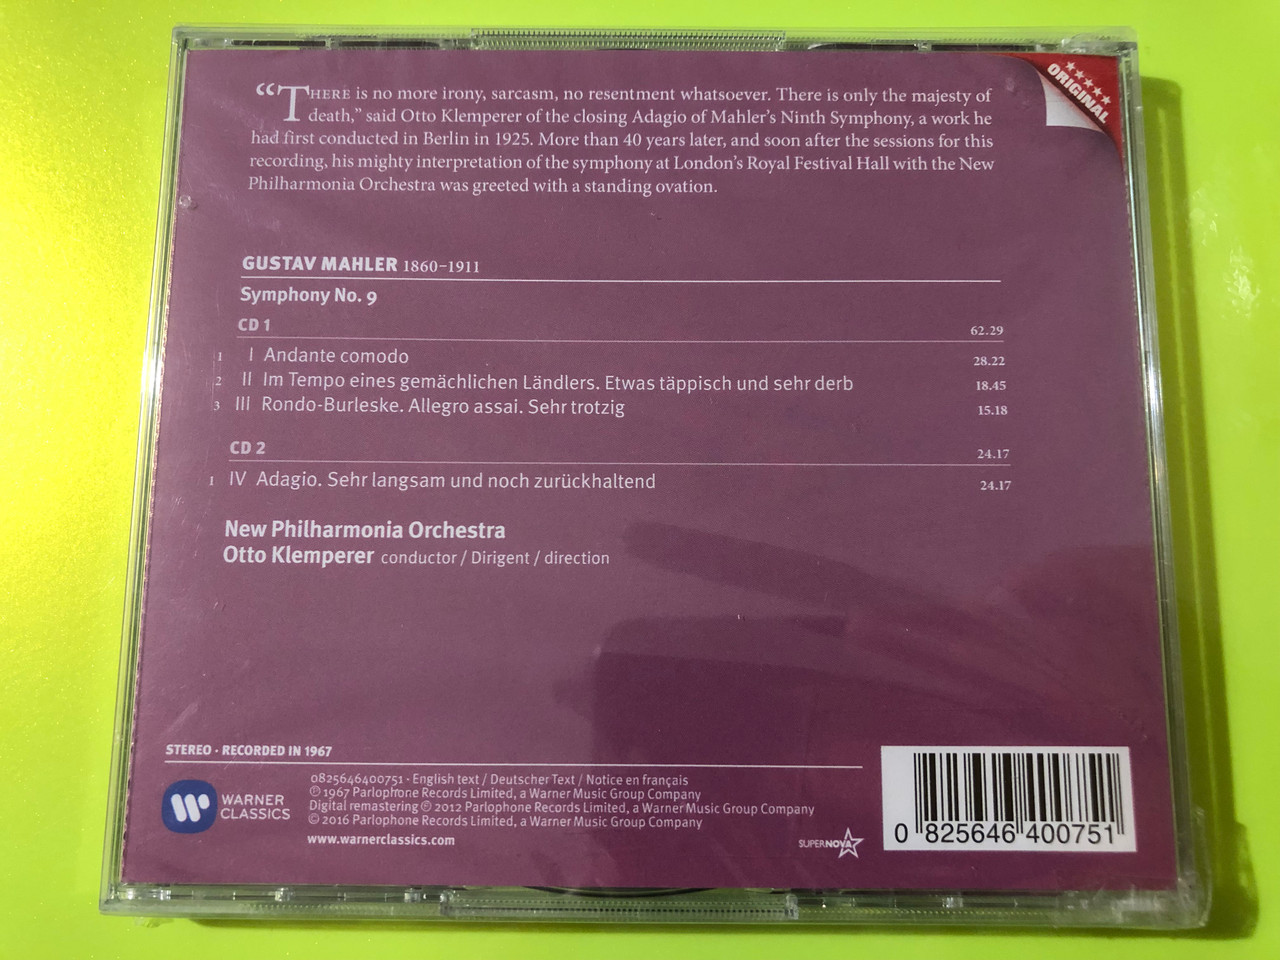 “THERE is no more irony, sarcasm, no resentment whatsoever. There is only the majesty of
death,” said Otto Klemperer of the closing Adagio of Mahler’s Ninth Symphony, a work he
had first conducted in Berlin in 1925. More than 40 years later, and soon after the sessions for this
recording, his mighty interpretation of the symphony at London’s Royal Festival Hall with the New
Philharmonia Orchestra was greeted with a standing ovation.
ORIGINAL
GUSTAV MAHLER 1860–1911
Symphony No. 9
CD 1 62.29
1 I Andante comodo 28.22
2 II Im Tempo eines gemächlichen Ländlers. Etwas täppisch und sehr derb 18.45
3 III Rondo-Burleske. Allegro assai. Sehr trotzig 15.18
CD 2 24.17
1 IV Adagio. Sehr langsam und noch zurückhaltend 24.17
New Philharmonia Orchestra
Otto Klemperer conductor / Dirigent / direction
STEREO · RECORDED IN 1967
WARNER
CLASSICS
0825646400751 · English text / Deutscher Text / Notice en français
℗ 1967 Parlophone Records Limited, a Warner Music Group Company
Digital remastering © 2012 Parlophone Records Limited, a Warner Music Group Company
© 2016 Parlophone Records Limited, a Warner Music Group Company
www.warnerclassics.com
SUPERNOVA
0 825646 400751